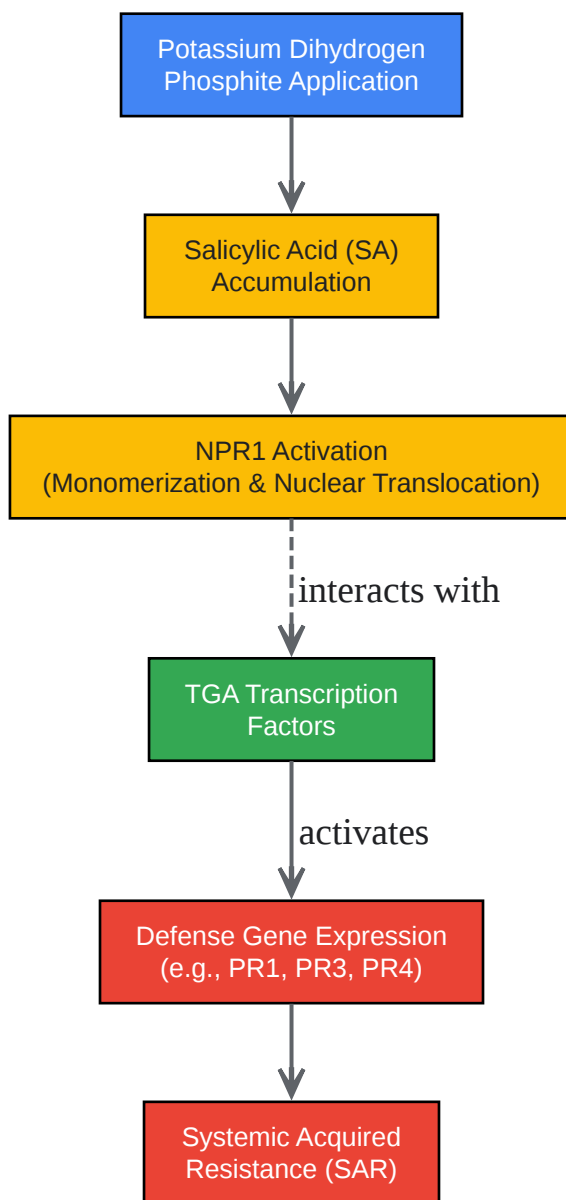 Potassium Dihydrogen
Phosphite Application
Salicylic Acid (SA)
Accumulation
NPR1 Activation
(Monomerization & Nuclear Translocation)
interacts with
TGA Transcription
Factors
activates
Defense Gene Expression
(e.g., PR1, PR3, PR4)
Systemic Acquired
Resistance (SAR)